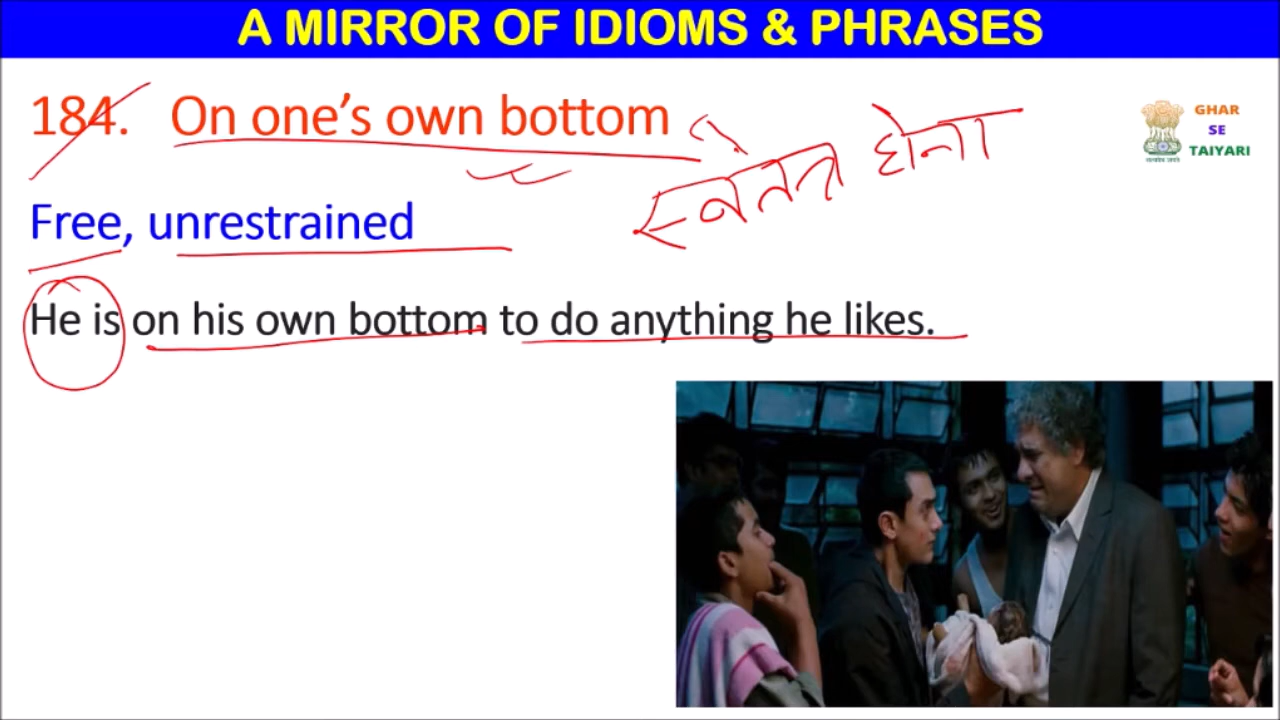 A MIRROR OF IDIOMS & PHRASES
184. On one's own bottom
स्वतन्त्र होना
GHAR
SE
TAIYARI
Free, unrestrained
He is on his own bottom to do anything he likes.